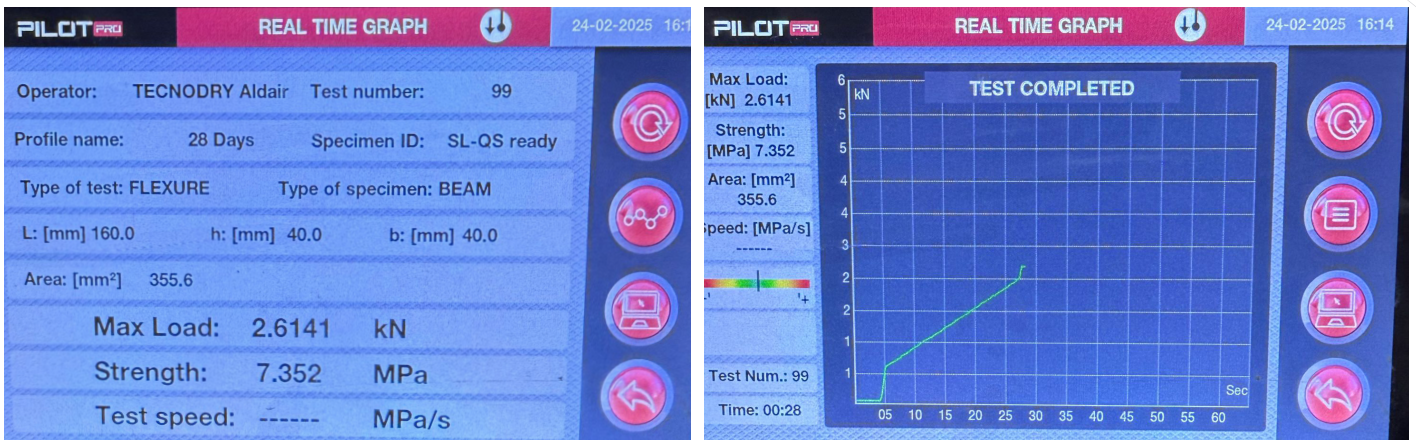 PILOT PRO REAL TIME GRAPH 24-02-2025 16:1
Operator: TECNODRY Aldair Test number: 99
Profile name: 28 Days Specimen ID: SL-QS ready
Type of test: FLEXURE Type of specimen: BEAM
L: [mm] 160.0 h: [mm] 40.0 b: [mm] 40.0
Area: [mm²] 355.6
Max Load: 2.6141 kN
Strength: 7.352 MPa
Test speed: ------ MPa/s
PILOT PRO REAL TIME GRAPH 24-02-2025 16:14
Max Load:
[kN] 2.6141
Strength:
[MPa] 7.352
Area: [mm²]
355.6
Speed: [MPa/s]
------
-' '+
Test Num.: 99
Time: 00:28
TEST COMPLETED
kN
6
5
5
4
4
3
2
2
1
1
Sec
05 10 15 20 25 30 35 40 45 50 55 60